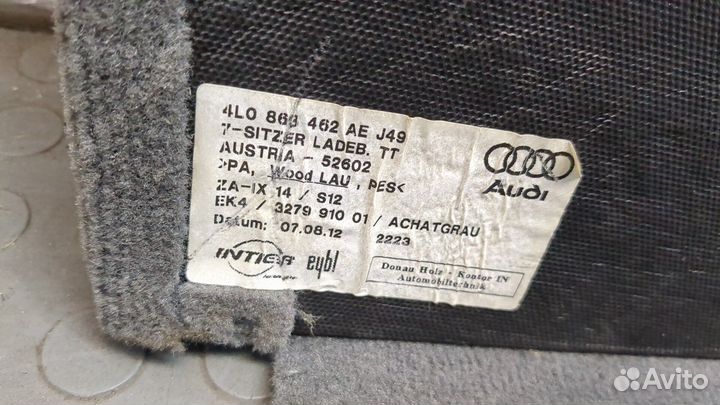 4L0 863 462 AE J49
7-SITZER LADEB. TT
AUSTRIA - 52602
>PA, Wood LAU, PES<
ZA-IX 14 / S12
EK4 / 3279 910 01 / ACHATGRAU
Datum: 07.08.12 2223
Audi
INTIER eybl
Donau Holz - Kontor IN
Automobiltechnik
Avito